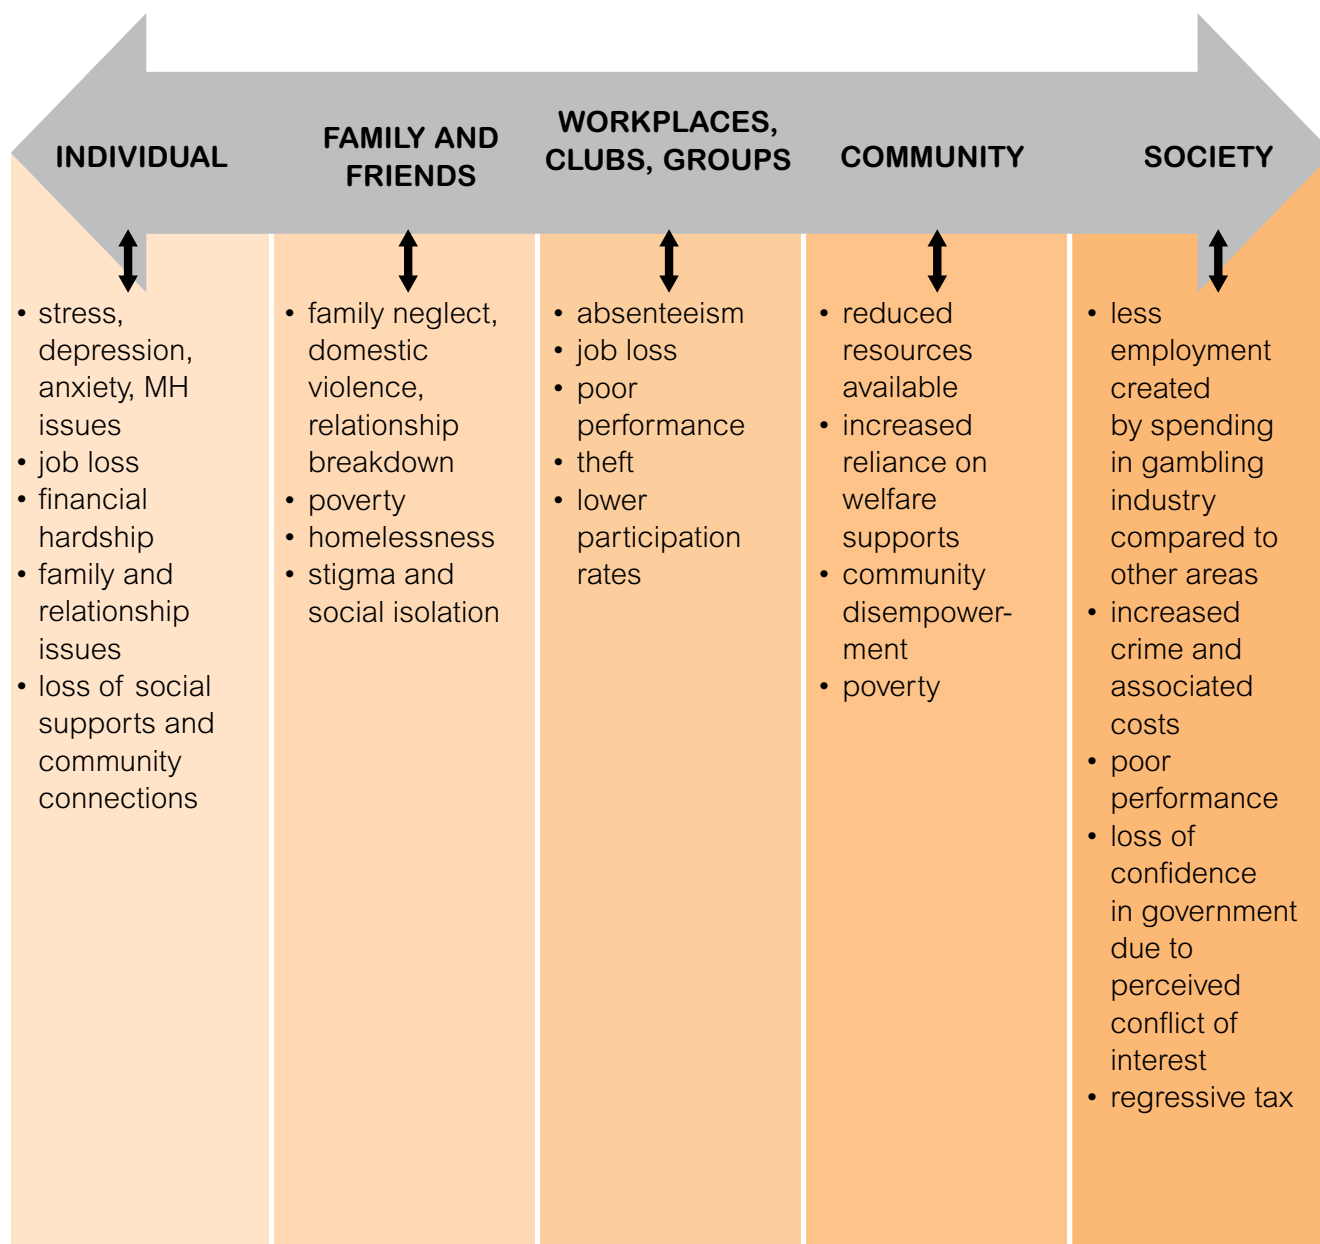 INDIVIDUAL
FAMILY AND
FRIENDS
WORKPLACES,
CLUBS, GROUPS
COMMUNITY
SOCIETY
• stress,
depression,
anxiety, MH
issues
• job loss
• financial
hardship
• family and
relationship
issues
• loss of social
supports and
community
connections
• family neglect,
domestic
violence,
relationship
breakdown
• poverty
• homelessness
• stigma and
social isolation
• absenteeism
• job loss
• poor
performance
• theft
• lower
participation
rates
• reduced
resources
available
• increased
reliance on
welfare
supports
• community
disempower-
ment
• poverty
• less
employment
created
by spending
in gambling
industry
compared to
other areas
• increased
crime and
associated
costs
• poor
performance
• loss of
confidence
in government
due to
perceived
conflict of
interest
• regressive tax